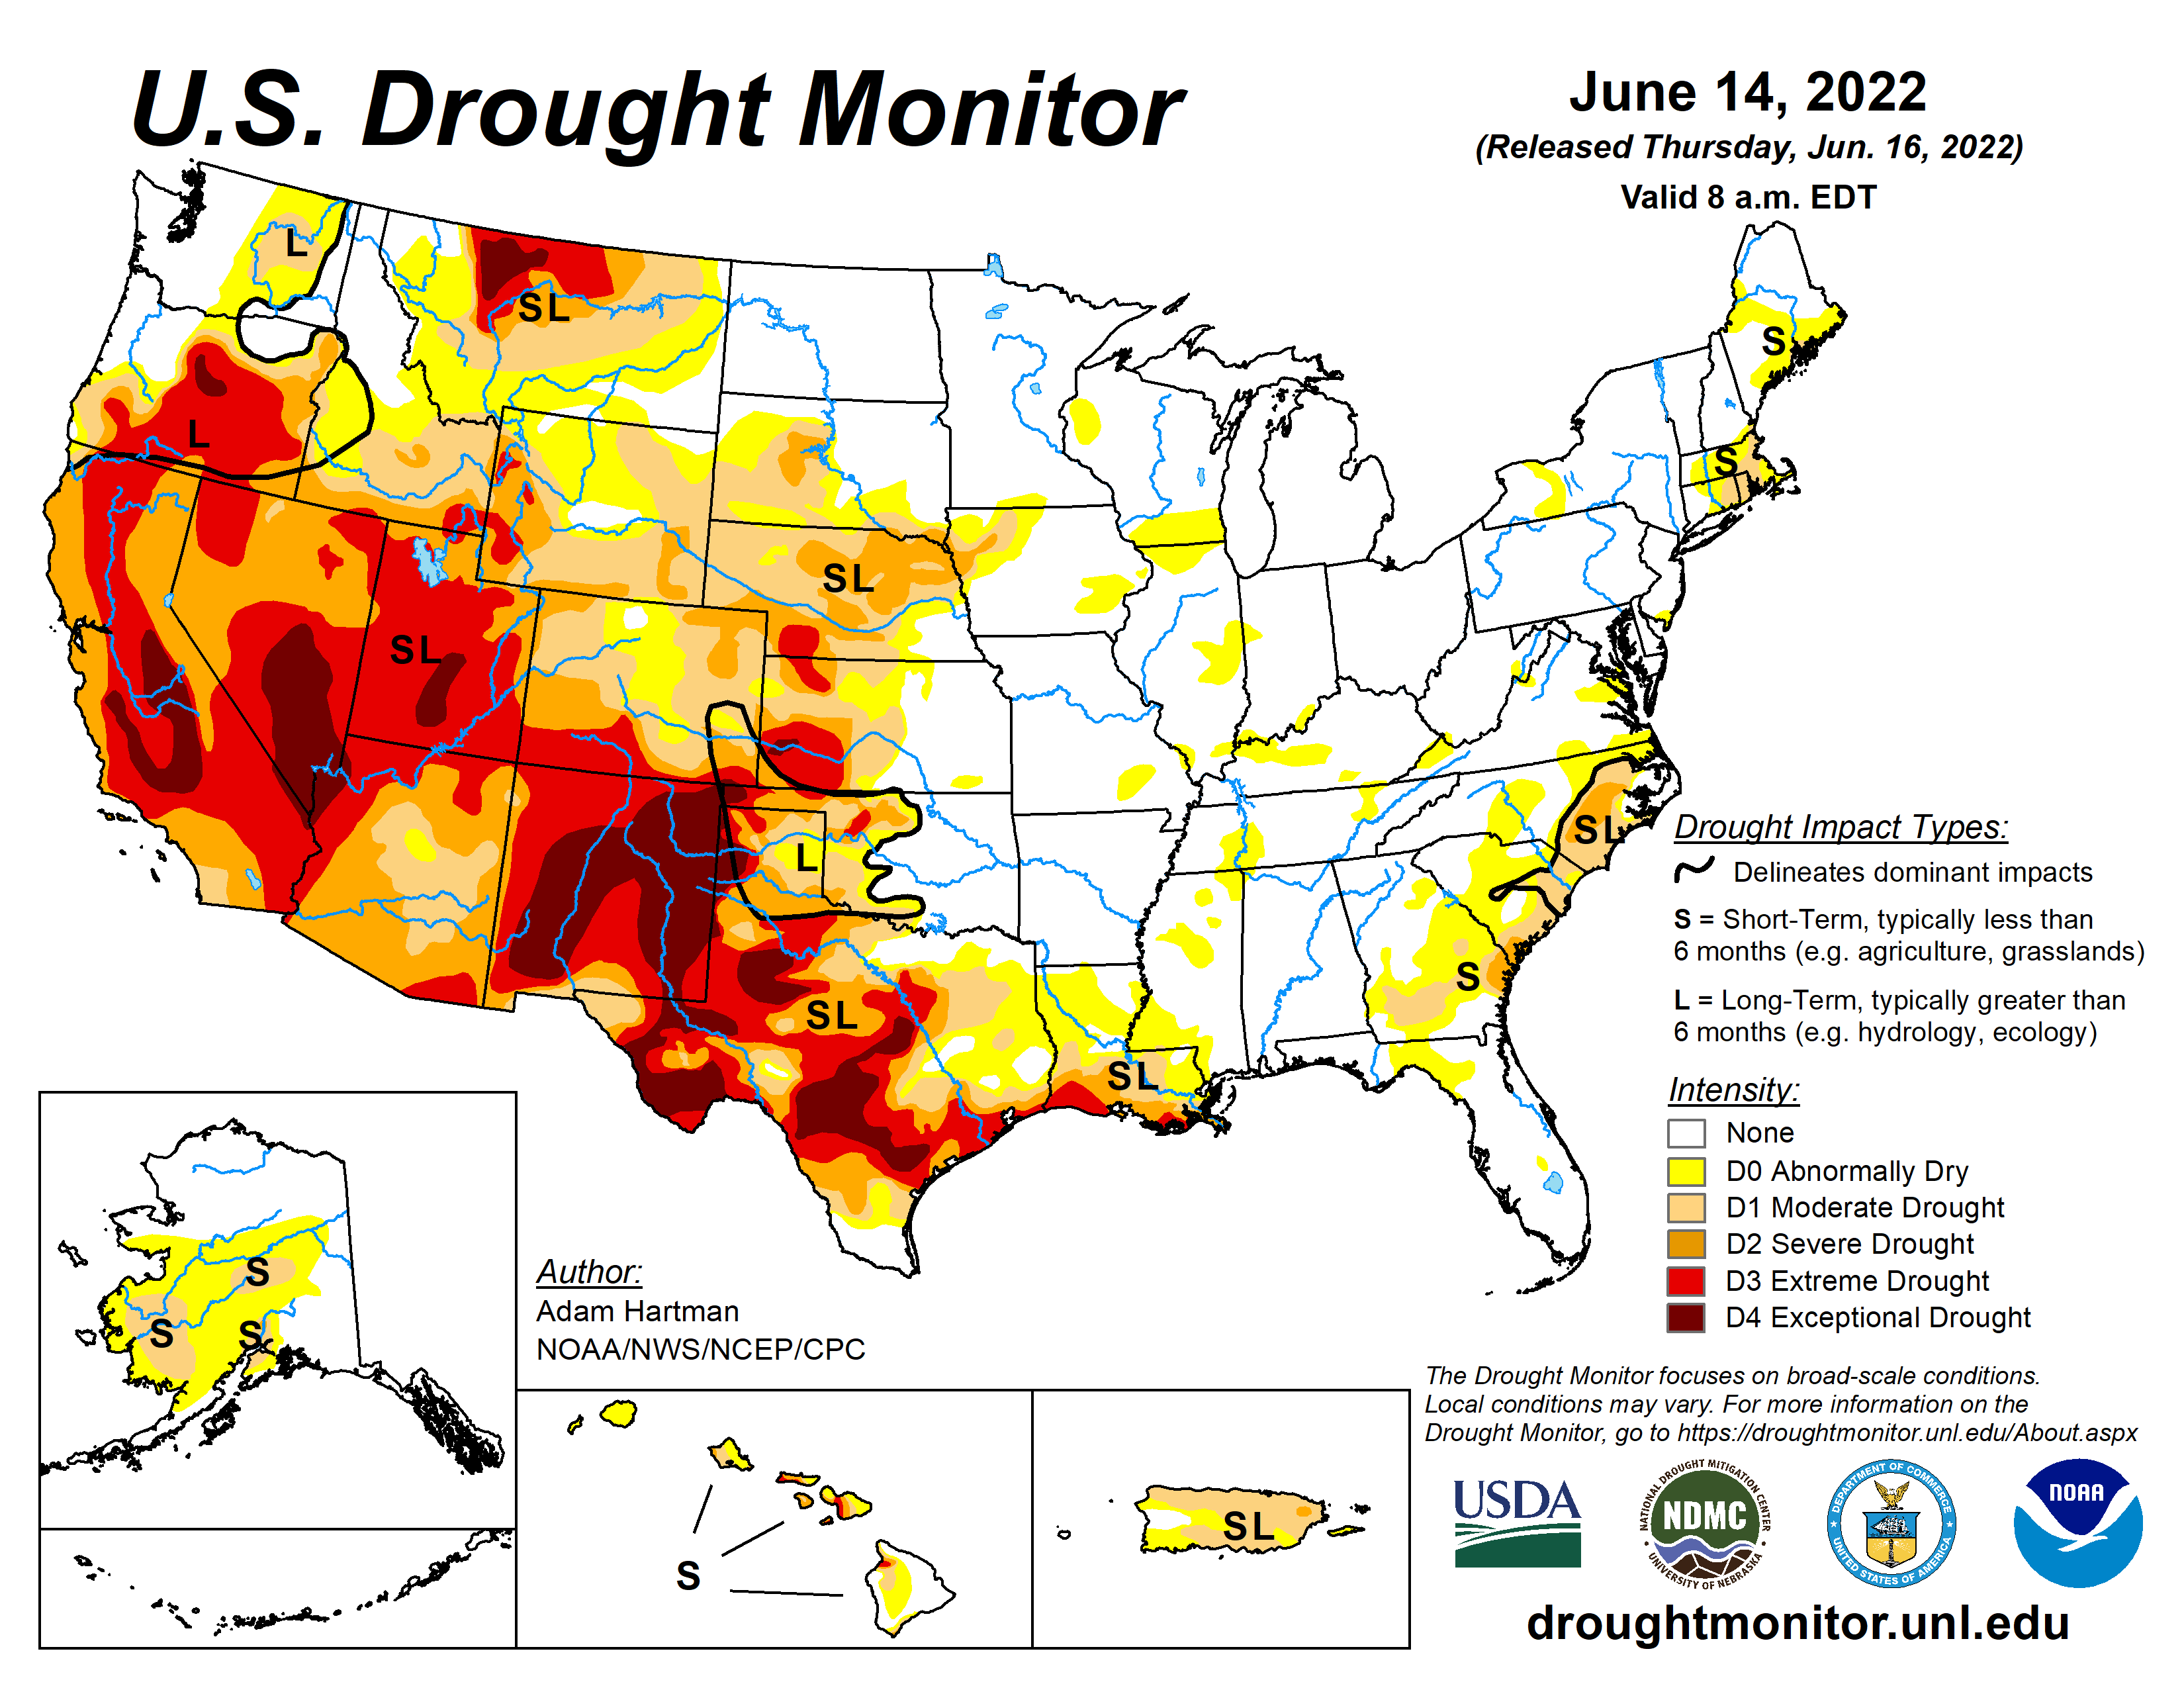 U.S. Drought Monitor
June 14, 2022
(Released Thursday, Jun. 16, 2022)
Valid 8 a.m. EDT
L
SL
S
L
S
SL
SL
SL
L
S
SL
SL
Drought Impact Types:
Delineates dominant impacts
S = Short-Term, typically less than
6 months (e.g. agriculture, grasslands)
L = Long-Term, typically greater than
6 months (e.g. hydrology, ecology)
Intensity:
None
D0 Abnormally Dry
D1 Moderate Drought
D2 Severe Drought
D3 Extreme Drought
D4 Exceptional Drought
S
S
S
Author:
Adam Hartman
NOAA/NWS/NCEP/CPC
S
SL
The Drought Monitor focuses on broad-scale conditions.
Local conditions may vary. For more information on the
Drought Monitor, go to https://droughtmonitor.unl.edu/About.aspx
USDA
NATIONAL DROUGHT MITIGATION CENTER
NDMC
UNIVERSITY OF NEBRASKA
DEPARTMENT OF COMMERCE
UNITED STATES OF AMERICA
NOAA
droughtmonitor.unl.edu